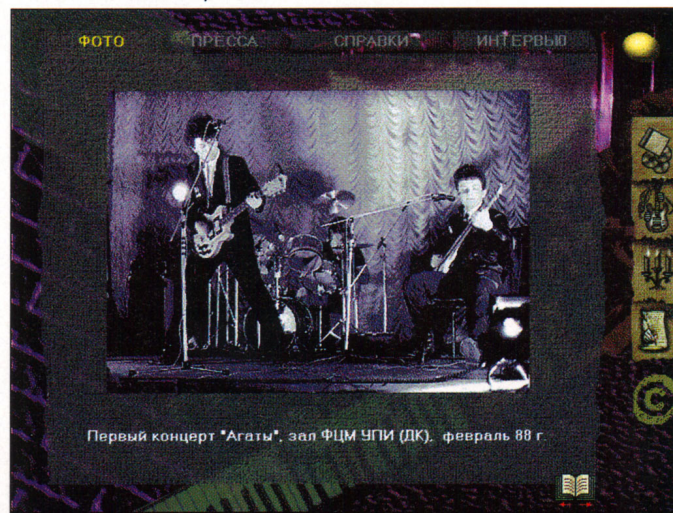 ФОТО ПРЕССА СПРАВКИ ИНТЕРВЬЮ
Первый концерт "Агаты", зал ФЦМ УПИ (ДК), февраль 88 г.
©